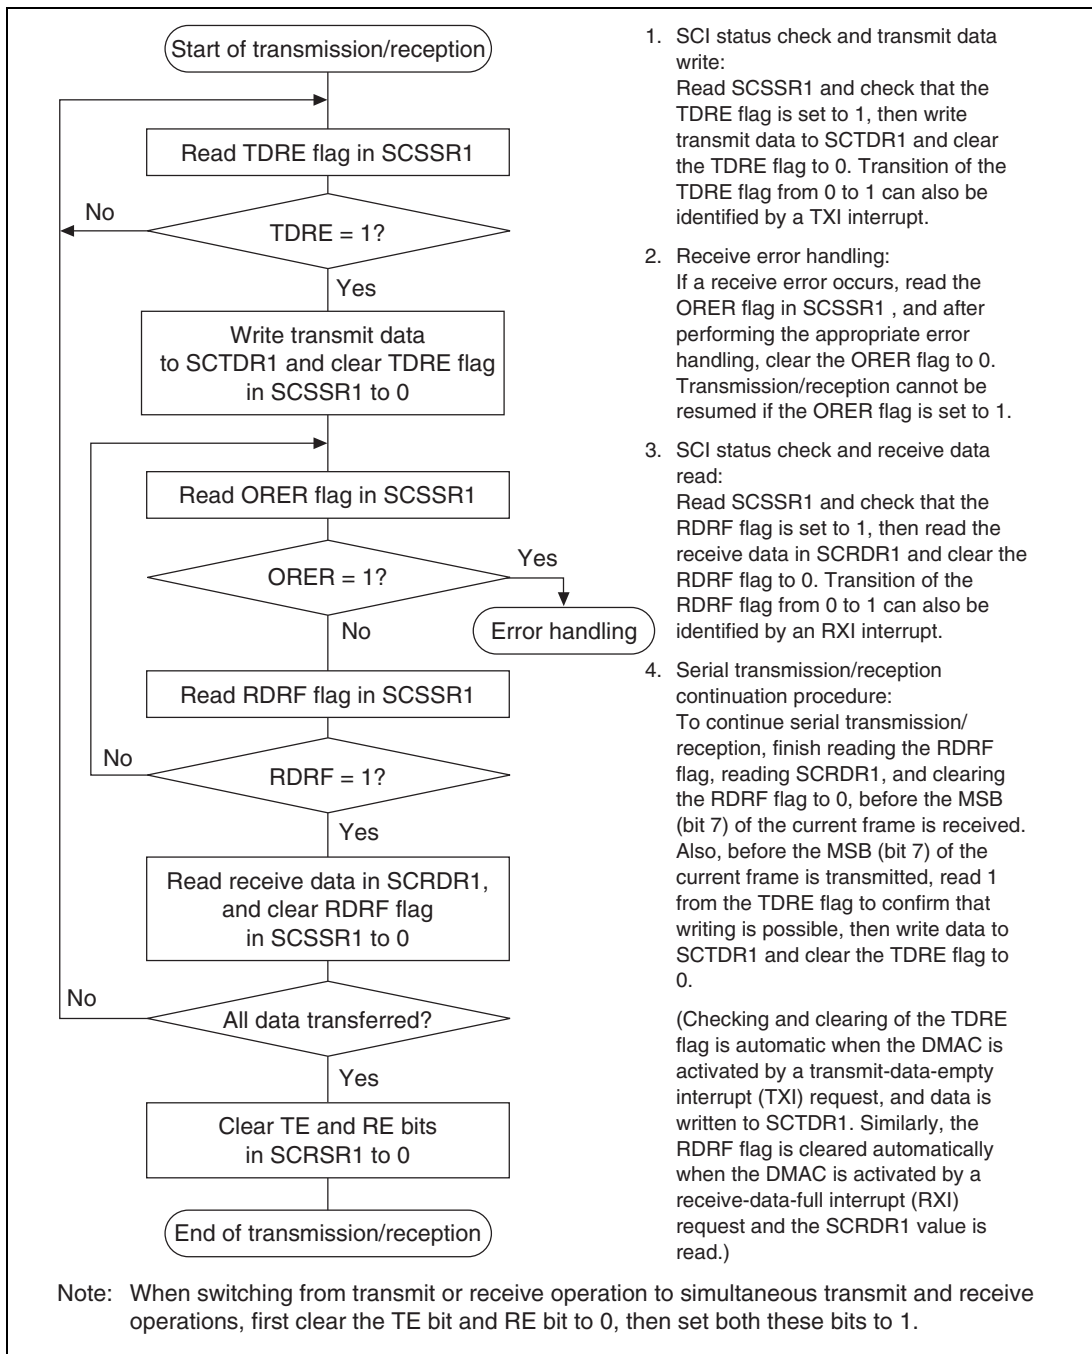 Start of transmission/reception
Read TDRE flag in SCSSR1
No
TDRE = 1?
Yes
Write transmit data
to SCTDR1 and clear TDRE flag
in SCSSR1 to 0
Read ORER flag in SCSSR1
Yes
ORER = 1?
Error handling
No
Read RDRF flag in SCSSR1
No
RDRF = 1?
Yes
Read receive data in SCRDR1,
and clear RDRF flag
in SCSSR1 to 0
No
All data transferred?
Yes
Clear TE and RE bits
in SCRSR1 to 0
End of transmission/reception
1. SCI status check and transmit data
write:
Read SCSSR1 and check that the
TDRE flag is set to 1, then write
transmit data to SCTDR1 and clear
the TDRE flag to 0. Transition of the
TDRE flag from 0 to 1 can also be
identified by a TXI interrupt.
2. Receive error handling:
If a receive error occurs, read the
ORER flag in SCSSR1 , and after
performing the appropriate error
handling, clear the ORER flag to 0.
Transmission/reception cannot be
resumed if the ORER flag is set to 1.
3. SCI status check and receive data
read:
Read SCSSR1 and check that the
RDRF flag is set to 1, then read the
receive data in SCRDR1 and clear the
RDRF flag to 0. Transition of the
RDRF flag from 0 to 1 can also be
identified by an RXI interrupt.
4. Serial transmission/reception
continuation procedure:
To continue serial transmission/
reception, finish reading the RDRF
flag, reading SCRDR1, and clearing
the RDRF flag to 0, before the MSB
(bit 7) of the current frame is received.
Also, before the MSB (bit 7) of the
current frame is transmitted, read 1
from the TDRE flag to confirm that
writing is possible, then write data to
SCTDR1 and clear the TDRE flag to
0.
(Checking and clearing of the TDRE
flag is automatic when the DMAC is
activated by a transmit-data-empty
interrupt (TXI) request, and data is
written to SCTDR1. Similarly, the
RDRF flag is cleared automatically
when the DMAC is activated by a
receive-data-full interrupt (RXI)
request and the SCRDR1 value is
read.)
Note: When switching from transmit or receive operation to simultaneous transmit and receive
operations, first clear the TE bit and RE bit to 0, then set both these bits to 1.